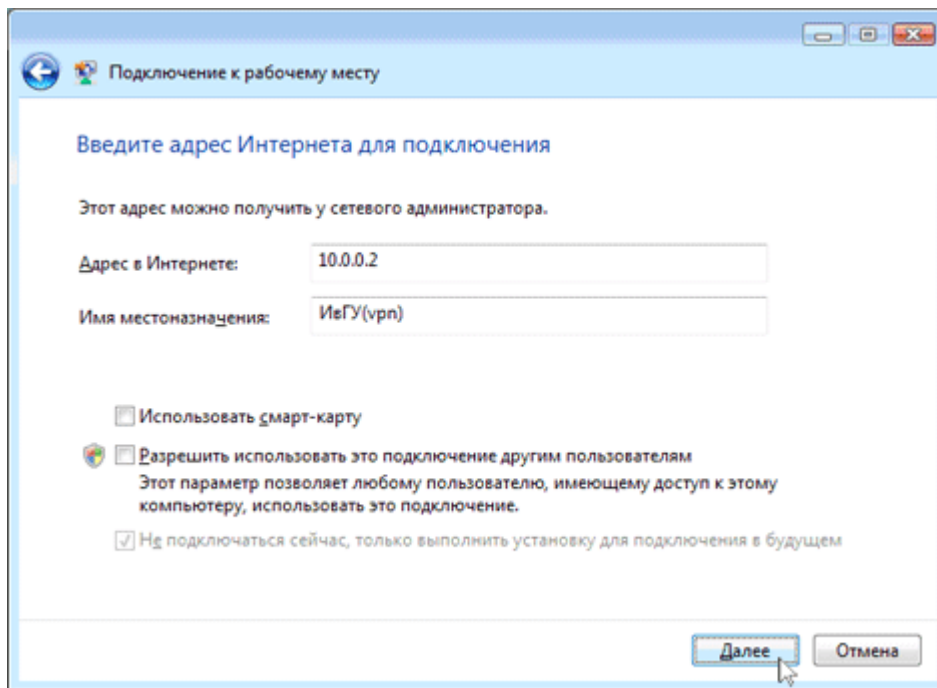 Подключение к рабочему месту
Введите адрес Интернета для подключения
Этот адрес можно получить у сетевого администратора.
Адрес в Интернете: 10.0.0.2
Имя местоназначения: ИвГУ(vpn)
Использовать смарт-карту
Разрешить использовать это подключение другим пользователям
Этот параметр позволяет любому пользователю, имеющему доступ к этому
компьютеру, использовать это подключение.
Не подключаться сейчас, только выполнить установку для подключения в будущем
Далее Отмена